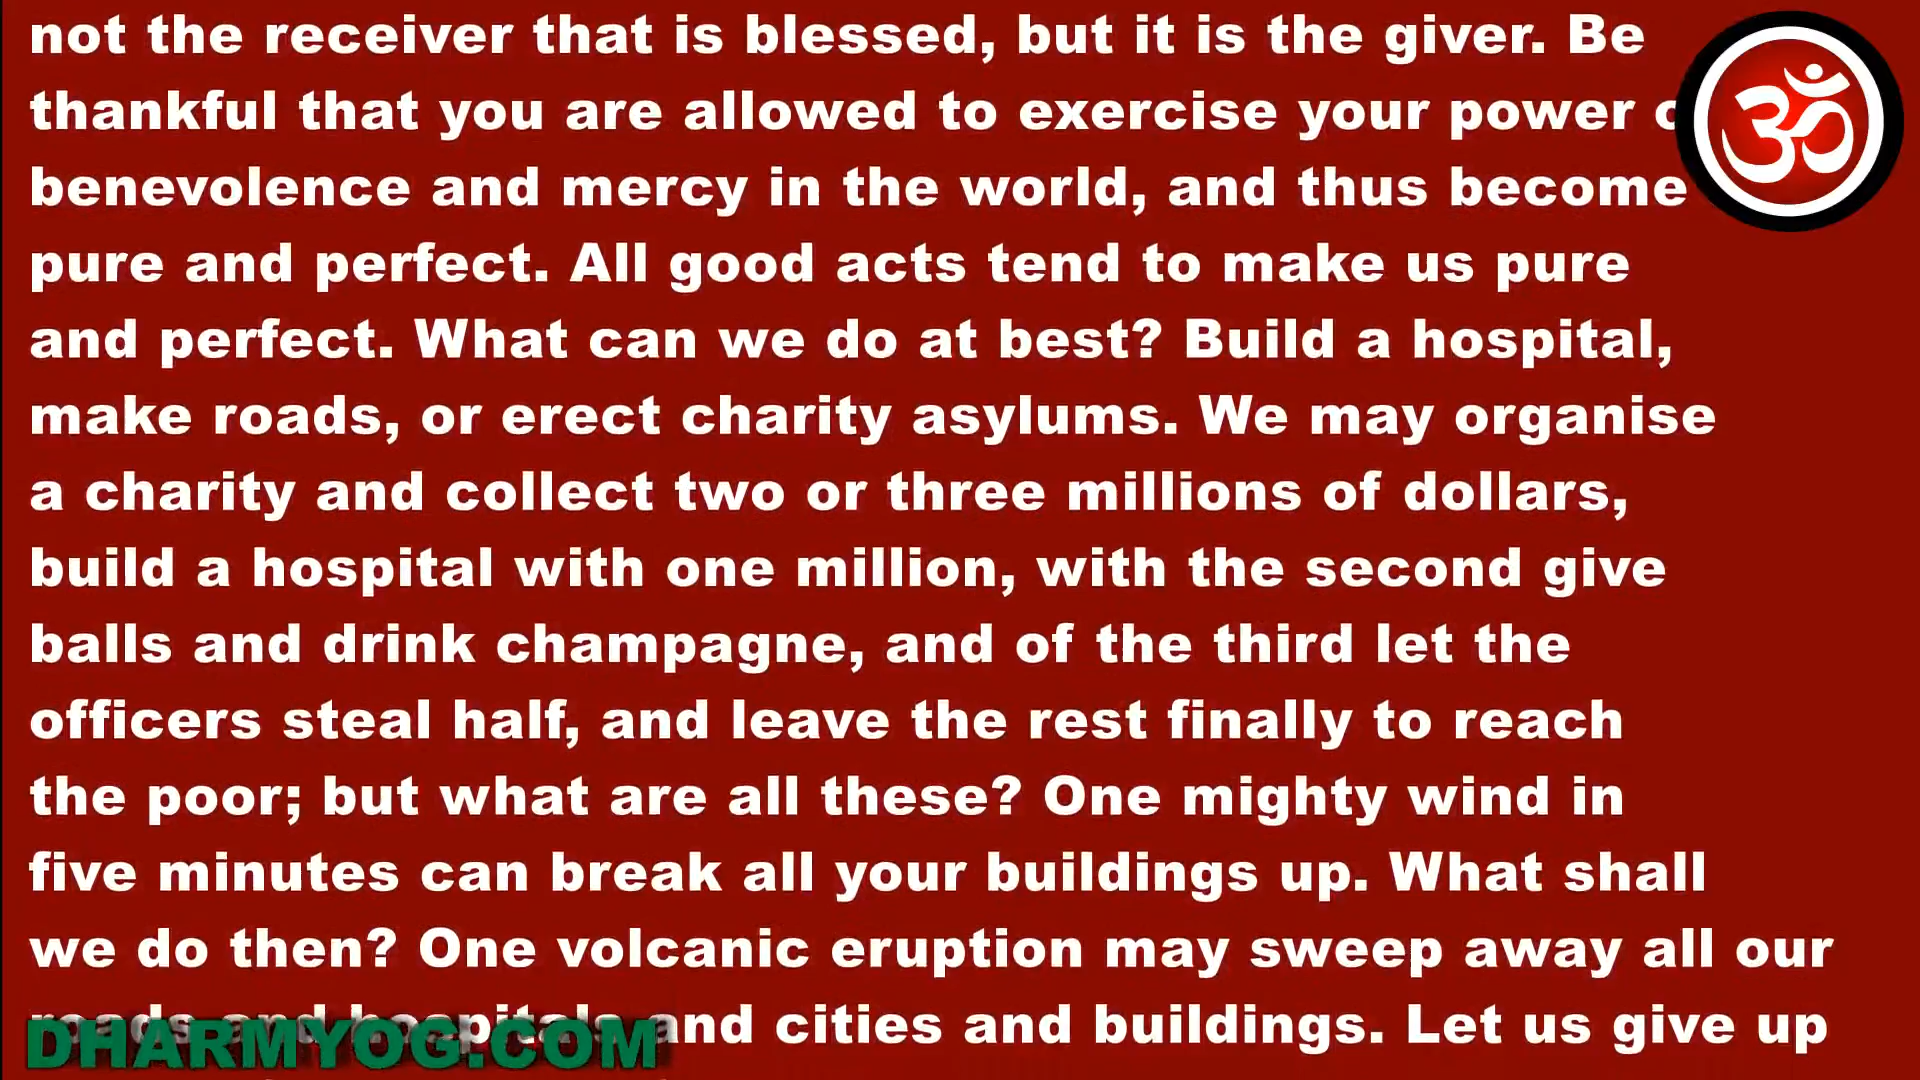 not the receiver that is blessed, but it is the giver. Be
thankful that you are allowed to exercise your power
benevolence and mercy in the world, and thus become
pure and perfect. All good acts tend to make us pure
and perfect. What can we do at best? Build a hospital,
make roads, or erect charity asylums. We may organise
a charity and collect two or three millions of dollars,
build a hospital with one million, with the second give
balls and drink champagne, and of the third let the
officers steal half, and leave the rest finally to reach
the poor; but what are all these? One mighty wind in
five minutes can break all your buildings up. What shall
we do then? One volcanic eruption may sweep away all our
roads and hospitals and cities and buildings. Let us give up
DHARMYOG.COM
ॐ